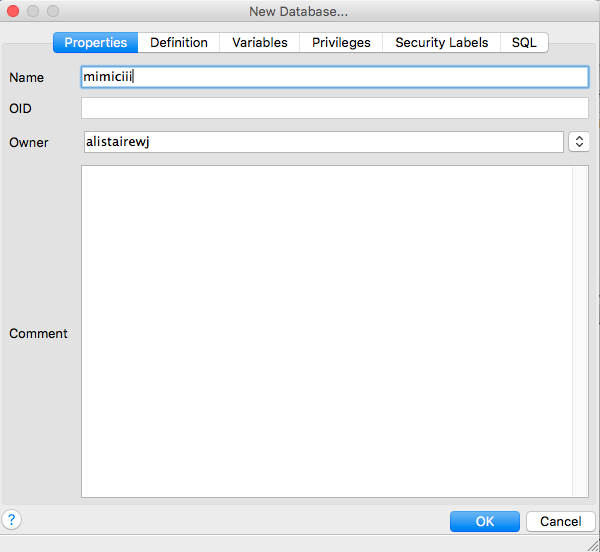 New Database...
Properties Definition Variables Privileges Security Labels SQL
Name mimiciii
OID
Owner alistairewj
Comment
? OK Cancel